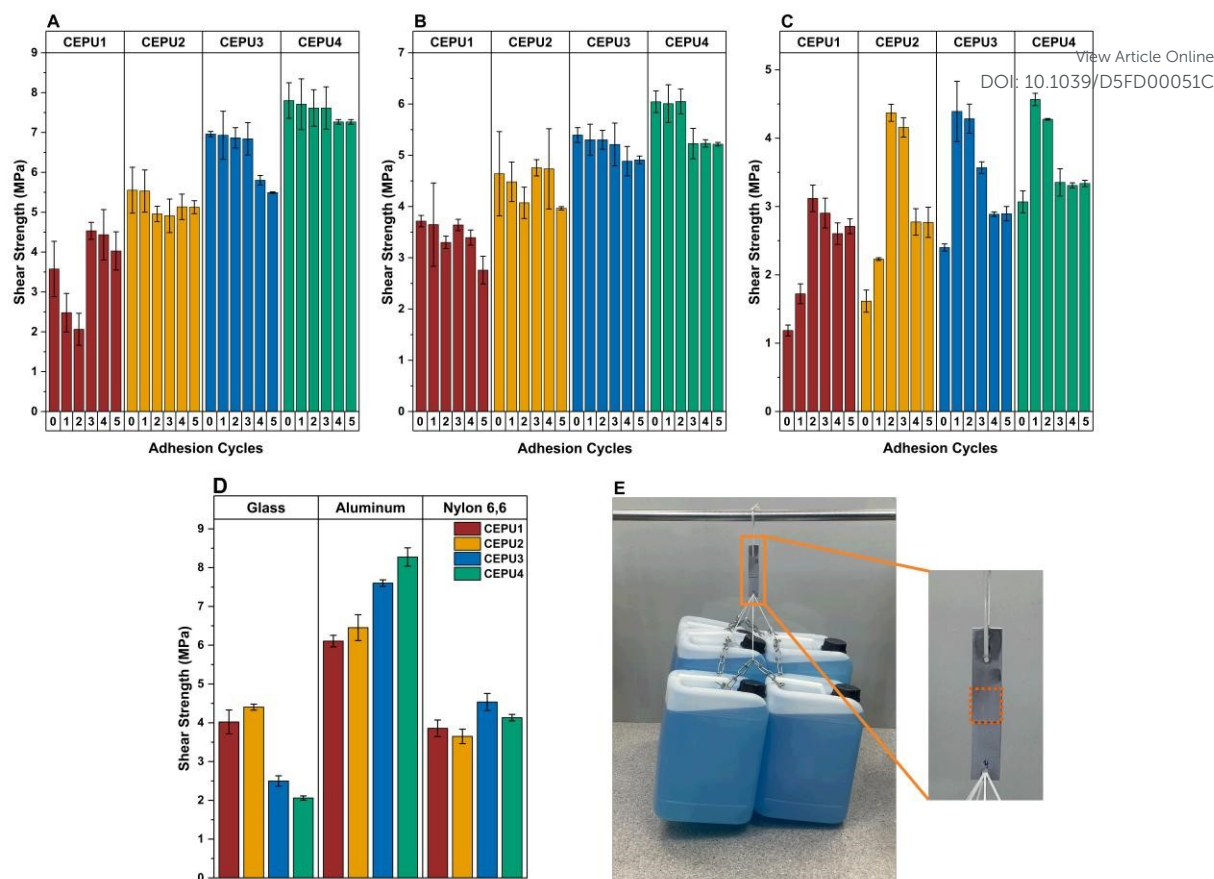 A
CEPU1 CEPU2 CEPU3 CEPU4
9
8
7
6
5
4
3
2
1
0
Shear Strength (MPa)
0 1 2 3 4 5 0 1 2 3 4 5 0 1 2 3 4 5 0 1 2 3 4 5
Adhesion Cycles
B
CEPU1 CEPU2 CEPU3 CEPU4
7
6
5
4
3
2
1
0
Shear Strength (MPa)
0 1 2 3 4 5 0 1 2 3 4 5 0 1 2 3 4 5 0 1 2 3 4 5
Adhesion Cycles
C
CEPU1 CEPU2 CEPU3 CEPU4
View Article Online
DOI: 10.1039/D5FD00051C
5
4
3
2
1
0
Shear Strength (MPa)
0 1 2 3 4 5 0 1 2 3 4 5 0 1 2 3 4 5 0 1 2 3 4 5
Adhesion Cycles
D
Glass Aluminum Nylon 6,6
CEPU1
CEPU2
CEPU3
CEPU4
9
8
7
6
5
4
3
2
1
0
Shear Strength (MPa)
E